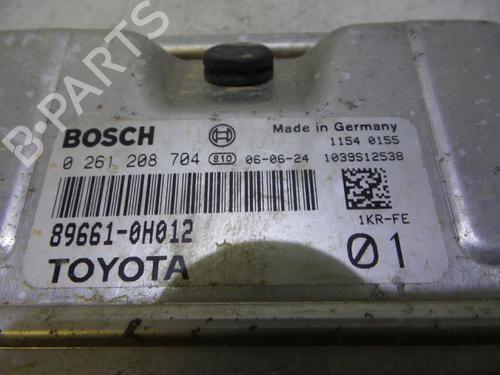 BOSCH
Made in Germany
0 261 208 704 810 06-06-24
1154 0155
1039S12538
89661-0H012
1KR-FE
TOYOTA
01
B-PARTS